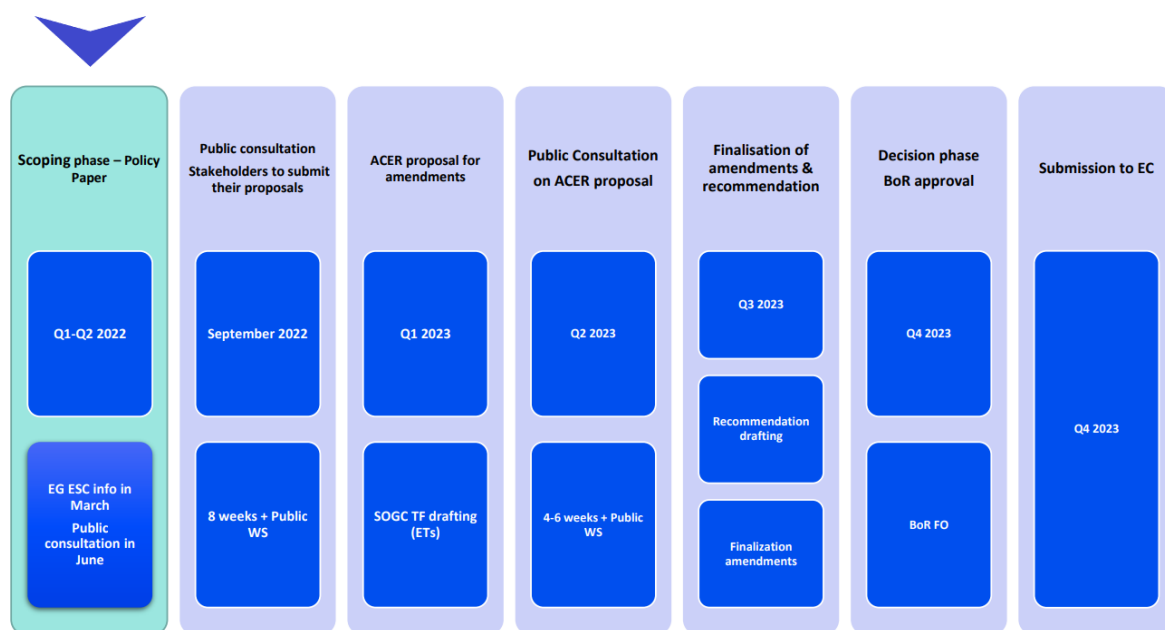 Scoping phase – Policy
Paper
Q1-Q2 2022
EG ESC info in
March
Public
consultation in
June
Public consultation
Stakeholders to submit
their proposals
September 2022
8 weeks + Public
WS
ACER proposal for
amendments
Q1 2023
SOGC TF drafting
(ETs)
Public Consultation
on ACER proposal
Q2 2023
4-6 weeks + Public
WS
Finalisation of
amendments &
recommendation
Q3 2023
Recommendation
drafting
Finalization
amendments
Decision phase
BoR approval
Q4 2023
BoR FO
Submission to EC
Q4 2023